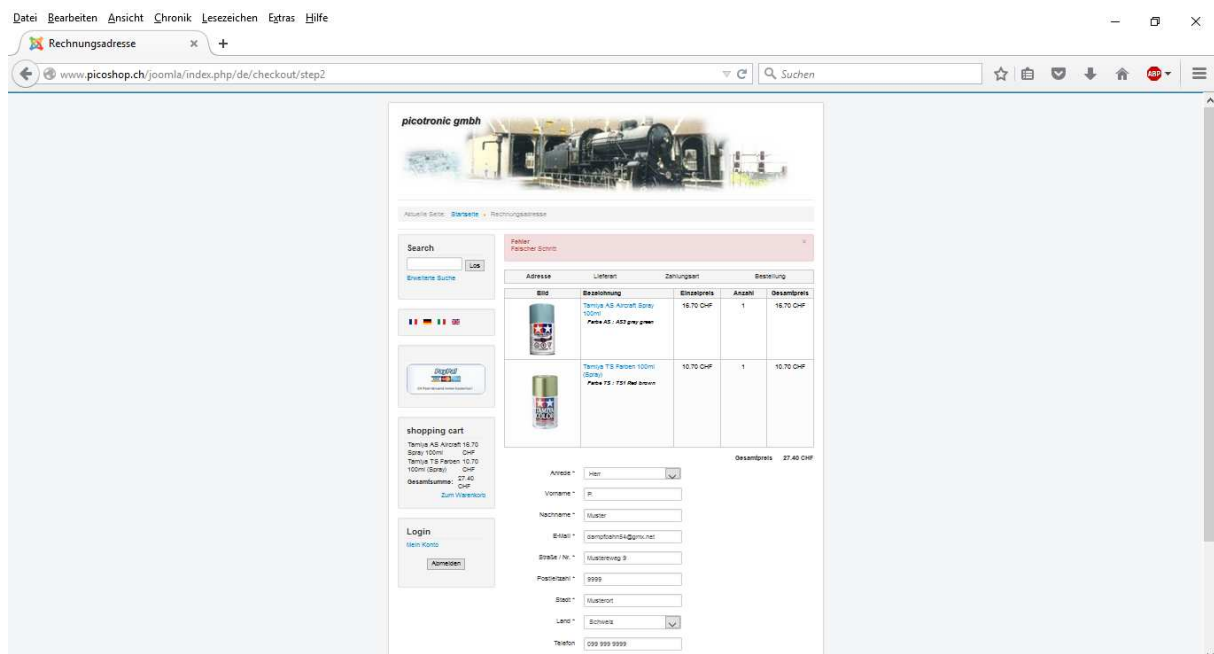 Datei Bearbeiten Ansicht Chronik Lesezeichen Extras Hilfe
Rechnungsadresse
www.picoshop.ch/joomla/index.php/de/checkout/step2
Suchen
ABP
picotronic gmbh
Aktuelle Seite: Startseite Rechnungsadresse
Search
Los
Erweiterte Suche
PayPal
shopping cart
Tamiya AS Aircraft 16.70
Spray 100ml CHF
Tamiya TS Farben 10.70
100ml (Spray) CHF
Gesamtsumme: 27.40
CHF
Zum Warenkorb
Login
Mein Konto
Abmelden
Fehler
Falscher Schritt
Adresse Lieferart Zahlungsart Bestellung
Bild Bezeichnung Einzelpreis Anzahl Gesamtpreis
Tamiya AS Aircraft Spray 16.70 CHF 1 16.70 CHF
100ml
Farbe AS : AS3 gray green
Tamiya TS Farben 100ml 10.70 CHF 1 10.70 CHF
(Spray)
Farbe TS : TS1 Red brown
Gesamtpreis 27.40 CHF
Anrede * Herr
Vorname *
Nachname * Muster
E-Mail * dampfbahn54@gmx.net
Straße / Nr. * Mustereweg 9
Postleitzahl * 9999
Stadt * Musterort
Land * Schweiz
Telefon 099 999 9999